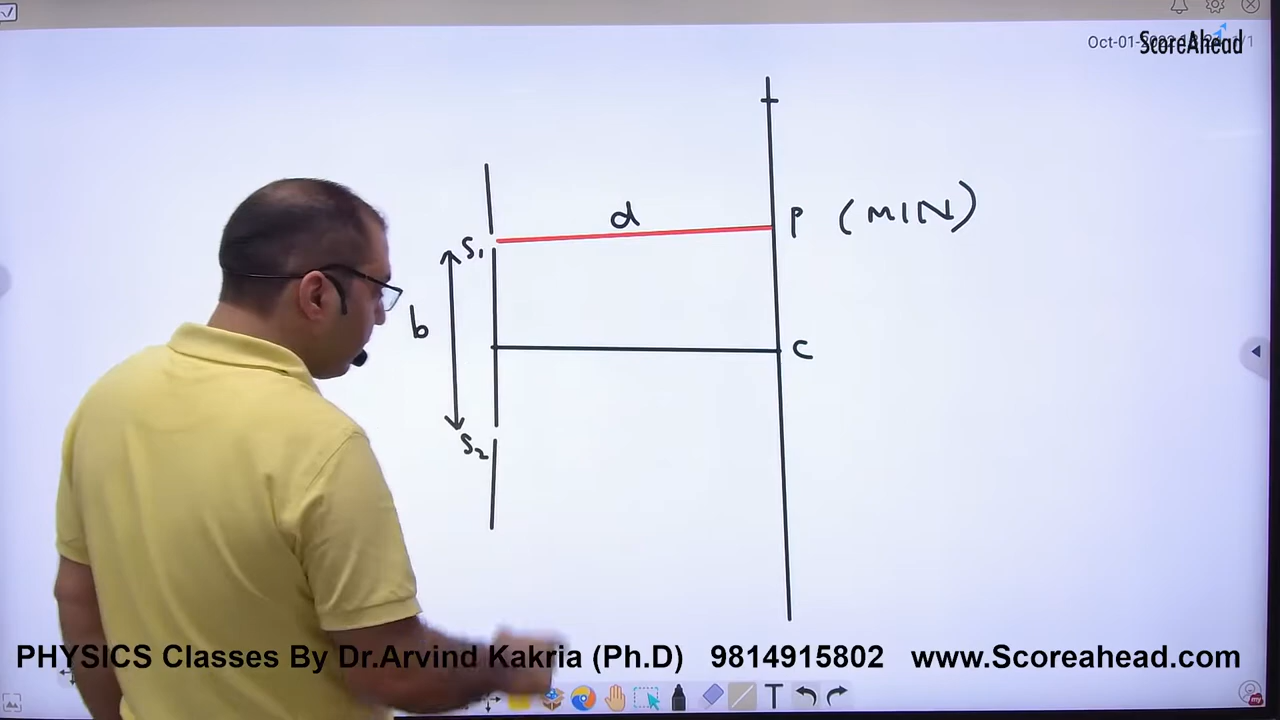 ScoreAhead
d
P (MIN)
S1
b
C
S2
PHYSICS Classes By Dr.Arvind Kakria (Ph.D) 9814915802 www.Scoreahead.com
T